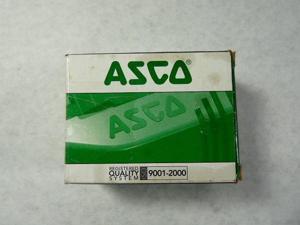 ASCO®
ASCO
REGISTERED
QUALITY
SYSTEM
9001-2000